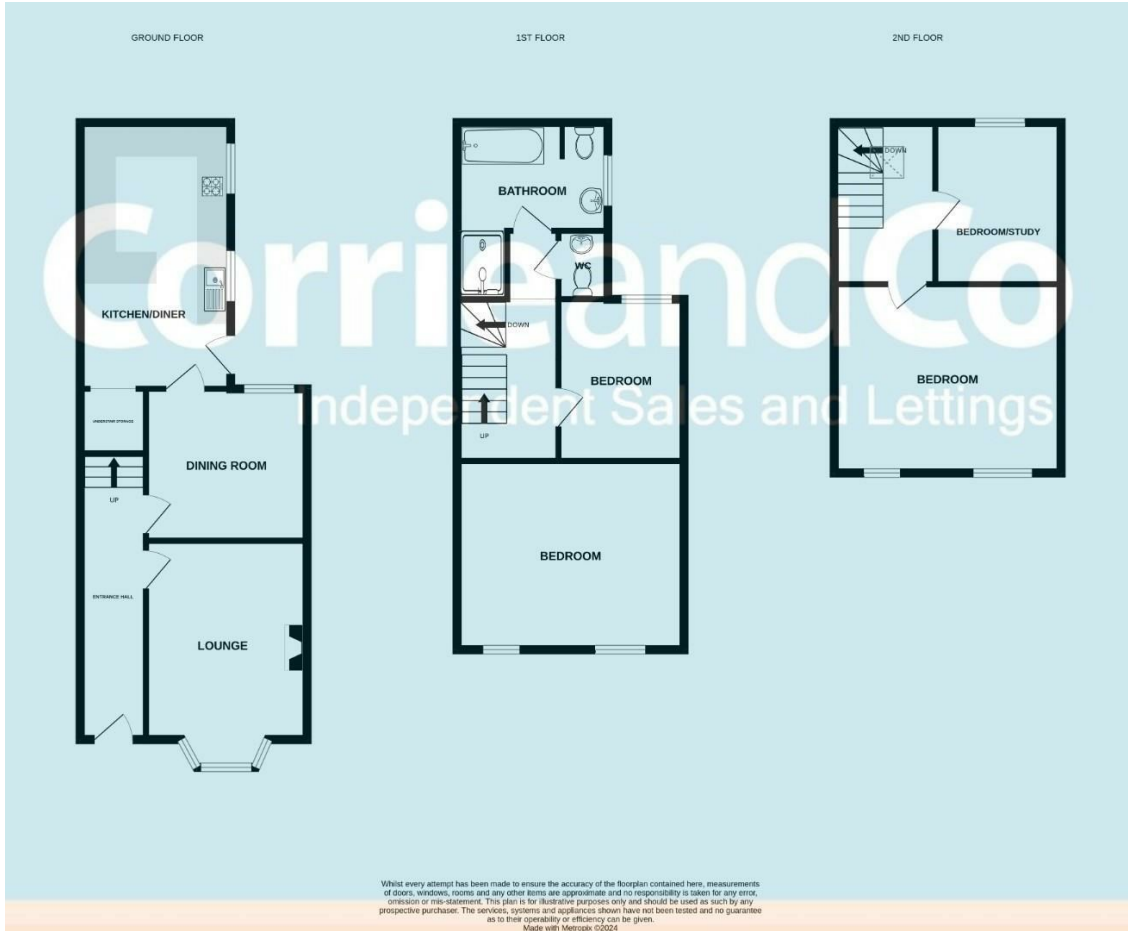 GROUND FLOOR
KITCHEN/DINER
UNDERSTAIR STORAGE
DINING ROOM
UP
ENTRANCE HALL
LOUNGE
1ST FLOOR
BATHROOM
WC
DOWN
BEDROOM
UP
BEDROOM
2ND FLOOR
DOWN
BEDROOM/STUDY
BEDROOM
CorrieandCo
Independent Sales and Lettings
Whilst every attempt has been made to ensure the accuracy of the floorplan contained here, measurements
of doors, windows, rooms and any other items are approximate and no responsibility is taken for any error,
omission or mis-statement. This plan is for illustrative purposes only and should be used as such by any
prospective purchaser. The services, systems and appliances shown have not been tested and no guarantee
as to their operability or efficiency can be given.
Made with Metropix ©2024